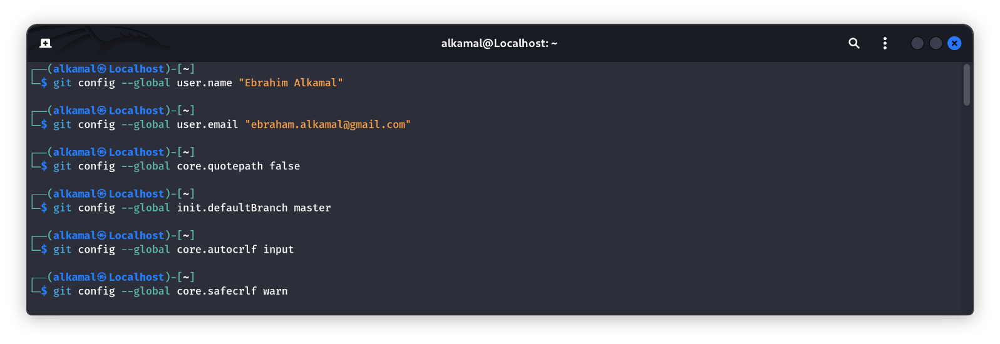 alkamal@Localhost: ~
┌──(alkamal㉿Localhost)-[~]
└─$ git config --global user.name "Ebrahim Alkamal"
┌──(alkamal㉿Localhost)-[~]
└─$ git config --global user.email "ebraham.alkamal@gmail.com"
┌──(alkamal㉿Localhost)-[~]
└─$ git config --global core.quotepath false
┌──(alkamal㉿Localhost)-[~]
└─$ git config --global init.defaultBranch master
┌──(alkamal㉿Localhost)-[~]
└─$ git config --global core.autocrlf input
┌──(alkamal㉿Localhost)-[~]
└─$ git config --global core.safecrlf warn